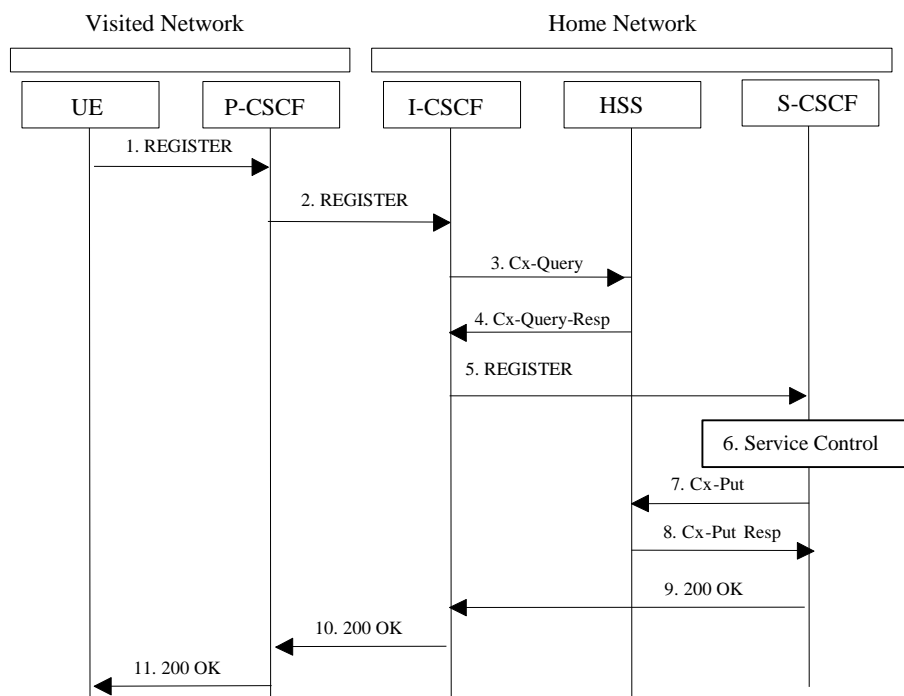 Visited Network
Home Network
UE
P-CSCF
I-CSCF
HSS
S-CSCF
1. REGISTER
2. REGISTER
3. Cx-Query
4. Cx-Query-Resp
5. REGISTER
6. Service Control
7. Cx-Put
8. Cx-Put Resp
9. 200 OK
10. 200 OK
11. 200 OK